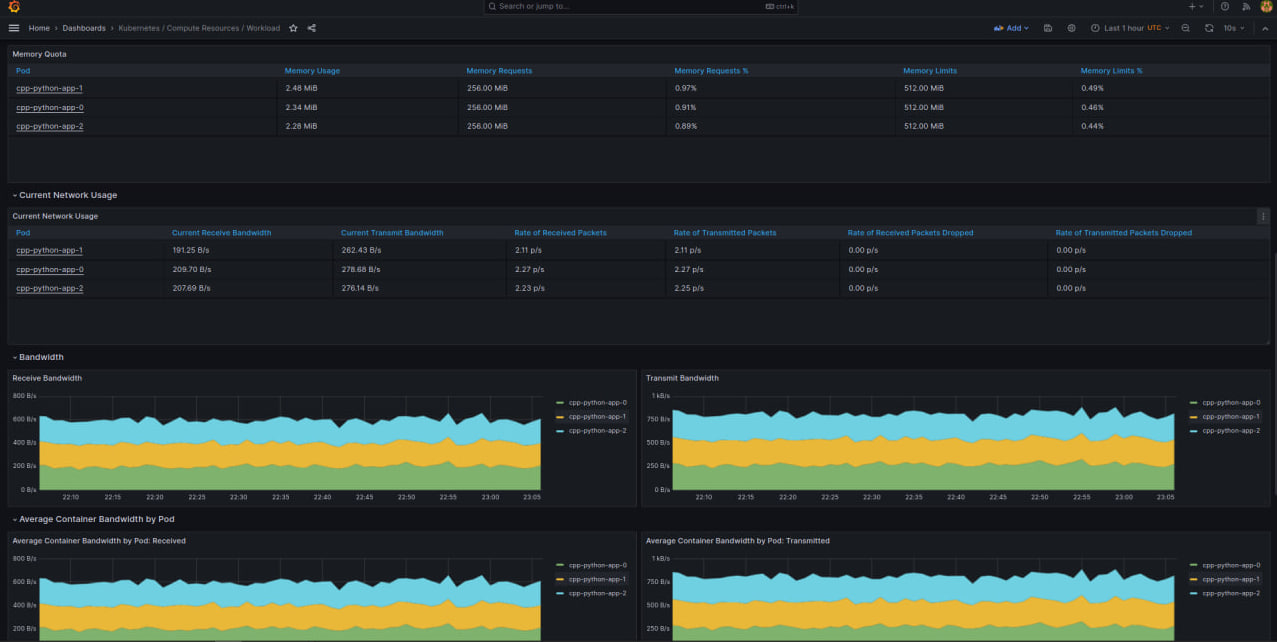 Search or jump to... ctrl+k
Home › Dashboards › Kubernetes / Compute Resources / Workload Add Last 1 hour UTC 10s
Memory Quota
Pod Memory Usage Memory Requests Memory Requests % Memory Limits Memory Limits %
cpp-python-app-1 2.48 MiB 256.00 MiB 0.97% 512.00 MiB 0.49%
cpp-python-app-0 2.34 MiB 256.00 MiB 0.91% 512.00 MiB 0.46%
cpp-python-app-2 2.28 MiB 256.00 MiB 0.89% 512.00 MiB 0.44%
Current Network Usage
Current Network Usage
Pod Current Receive Bandwidth Current Transmit Bandwidth Rate of Received Packets Rate of Transmitted Packets Rate of Received Packets Dropped Rate of Transmitted Packets Dropped
cpp-python-app-1 191.25 B/s 262.43 B/s 2.11 p/s 2.11 p/s 0.00 p/s 0.00 p/s
cpp-python-app-0 209.70 B/s 278.68 B/s 2.27 p/s 2.27 p/s 0.00 p/s 0.00 p/s
cpp-python-app-2 207.69 B/s 276.14 B/s 2.23 p/s 2.25 p/s 0.00 p/s 0.00 p/s
Bandwidth
Receive Bandwidth
800 B/s
600 B/s
400 B/s
200 B/s
0 B/s
22:10 22:15 22:20 22:25 22:30 22:35 22:40 22:45 22:50 22:55 23:00 23:05
cpp-python-app-0
cpp-python-app-1
cpp-python-app-2
Transmit Bandwidth
1 kB/s
750 B/s
500 B/s
250 B/s
0 B/s
22:10 22:15 22:20 22:25 22:30 22:35 22:40 22:45 22:50 22:55 23:00 23:05
cpp-python-app-0
cpp-python-app-1
cpp-python-app-2
Average Container Bandwidth by Pod
Average Container Bandwidth by Pod: Received
800 B/s
600 B/s
400 B/s
200 B/s
cpp-python-app-0
cpp-python-app-1
cpp-python-app-2
Average Container Bandwidth by Pod: Transmitted
1 kB/s
750 B/s
500 B/s
250 B/s
cpp-python-app-0
cpp-python-app-1
cpp-python-app-2